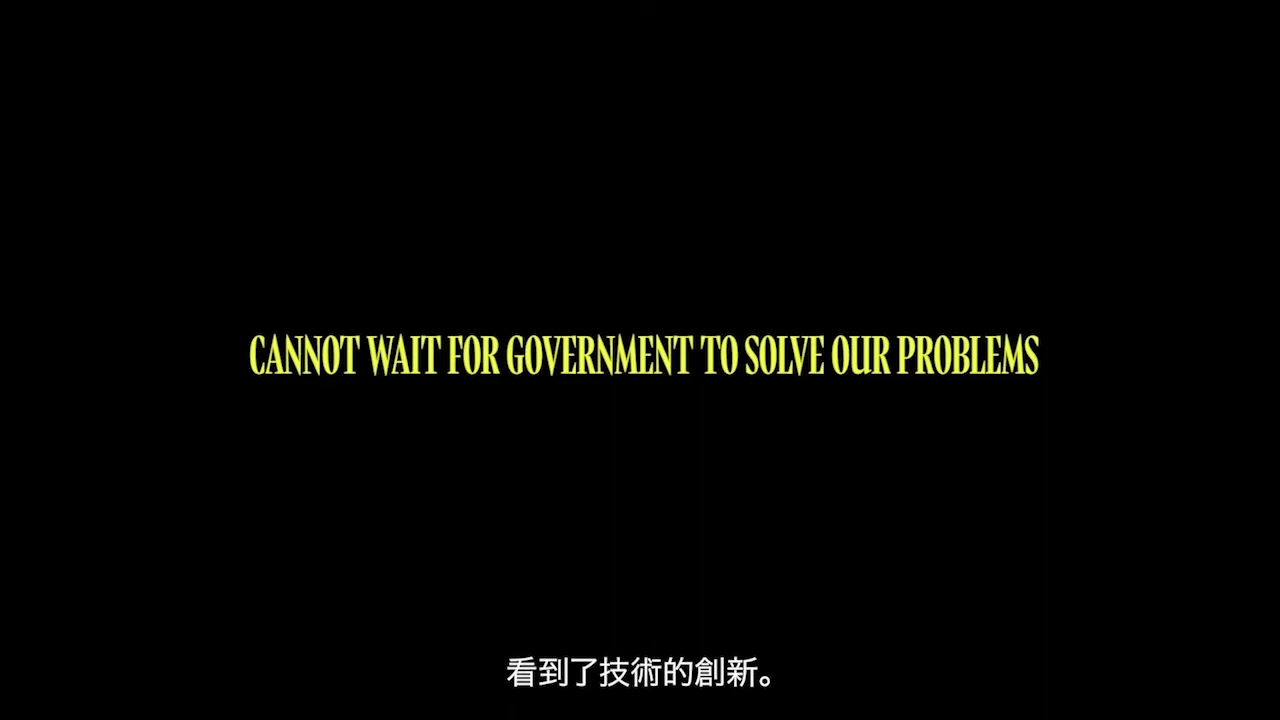 CANNOT WAIT FOR GOVERNMENT TO SOLVE OUR PROBLEMS
看到了技術的創新。